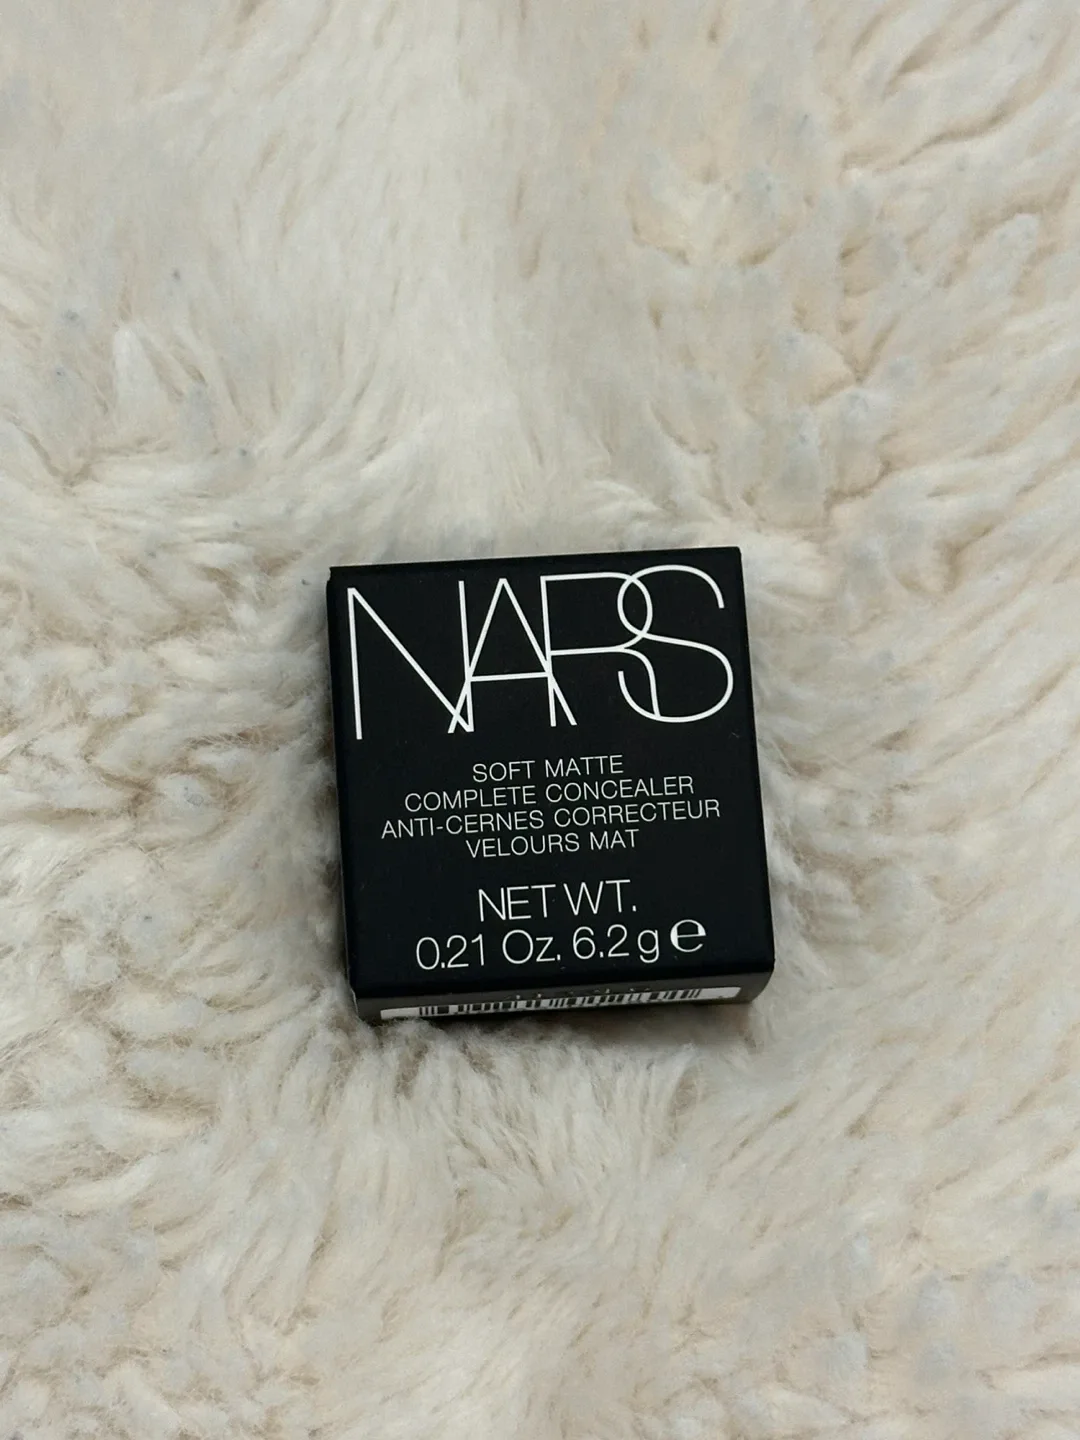 NARS
SOFT MATTE
COMPLETE CONCEALER
ANTI-CERNES CORRECTEUR
VELOURS MAT
NET WT.
0.21 Oz. 6.2 g ℮